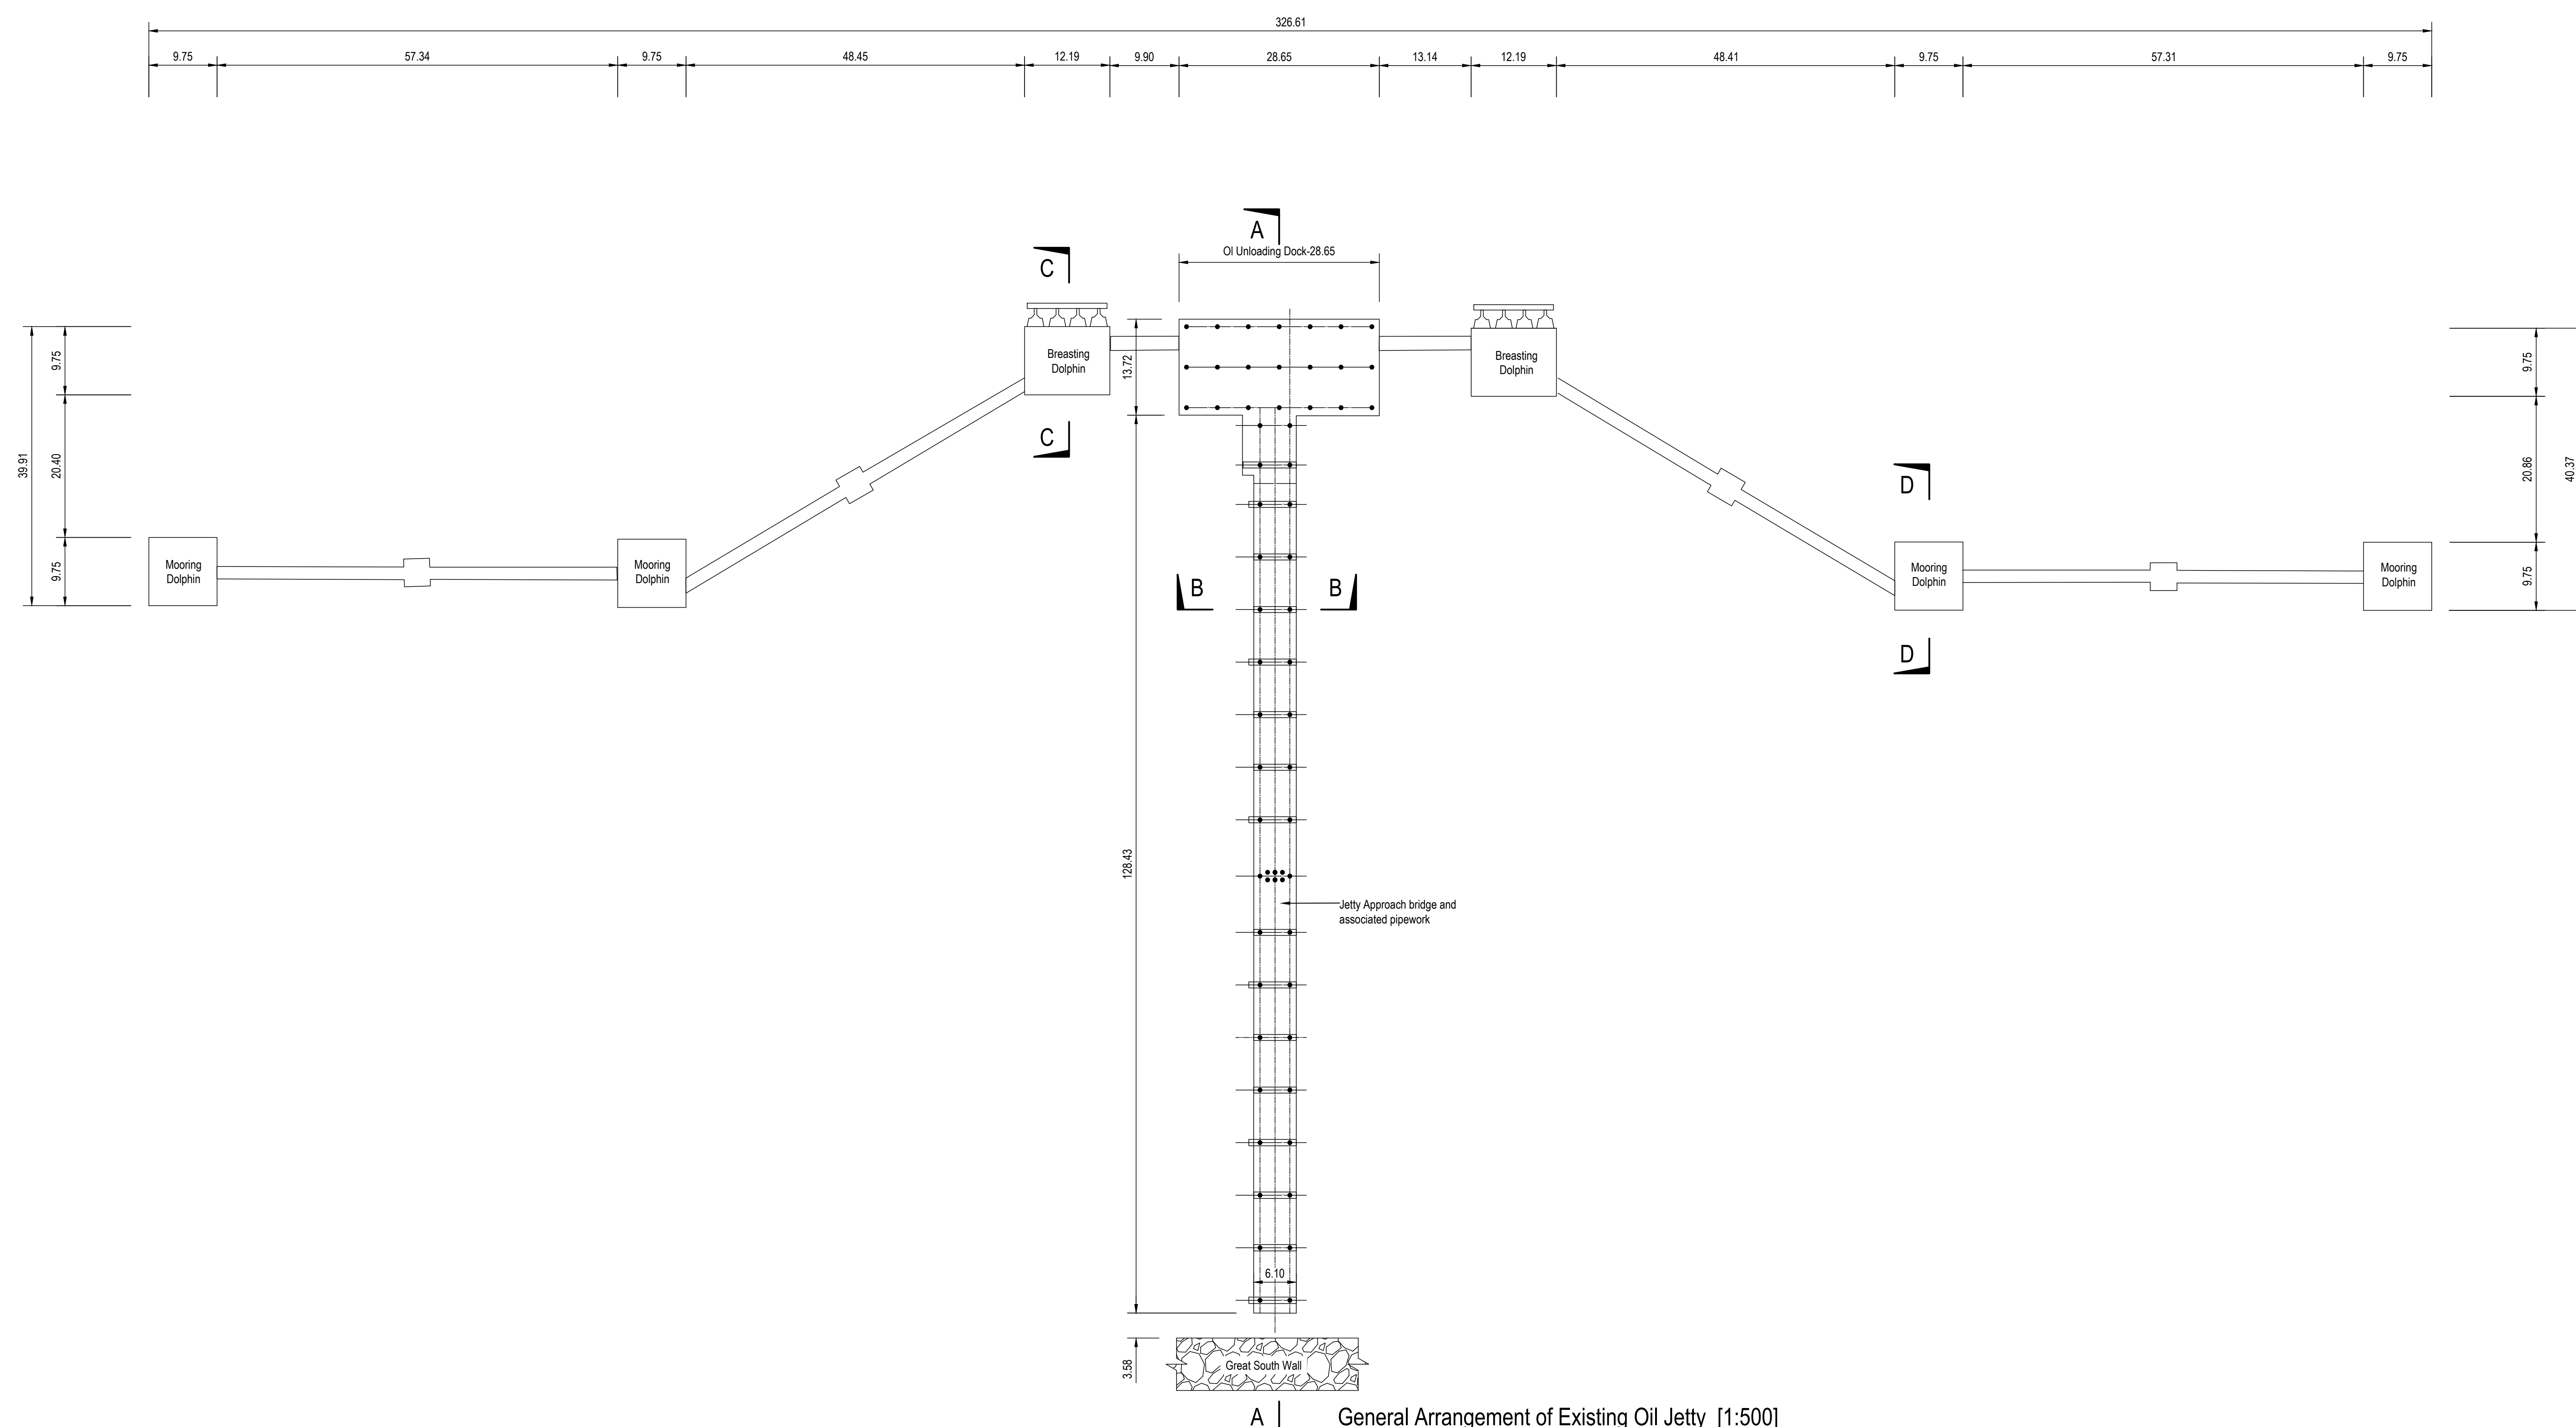 326.61
9.75
57.34
9.75
48.45
12.19
9.90
28.65
13.14
12.19
48.41
9.75
57.31
9.75
A
Ol Unloading Dock-28.65
C
Breasting
Dolphin
13.72
Breasting
Dolphin
9.75
39.91
20.40
9.75
C
9.75
20.86
40.37
9.75
D
Mooring
Dolphin
Mooring
Dolphin
B
B
Mooring
Dolphin
Mooring
Dolphin
D
128.43
Jetty Approach bridge and
associated pipework
6.10
3.58
Great South Wall
A
General Arrangement of Existing Oil Jetty [1:500]